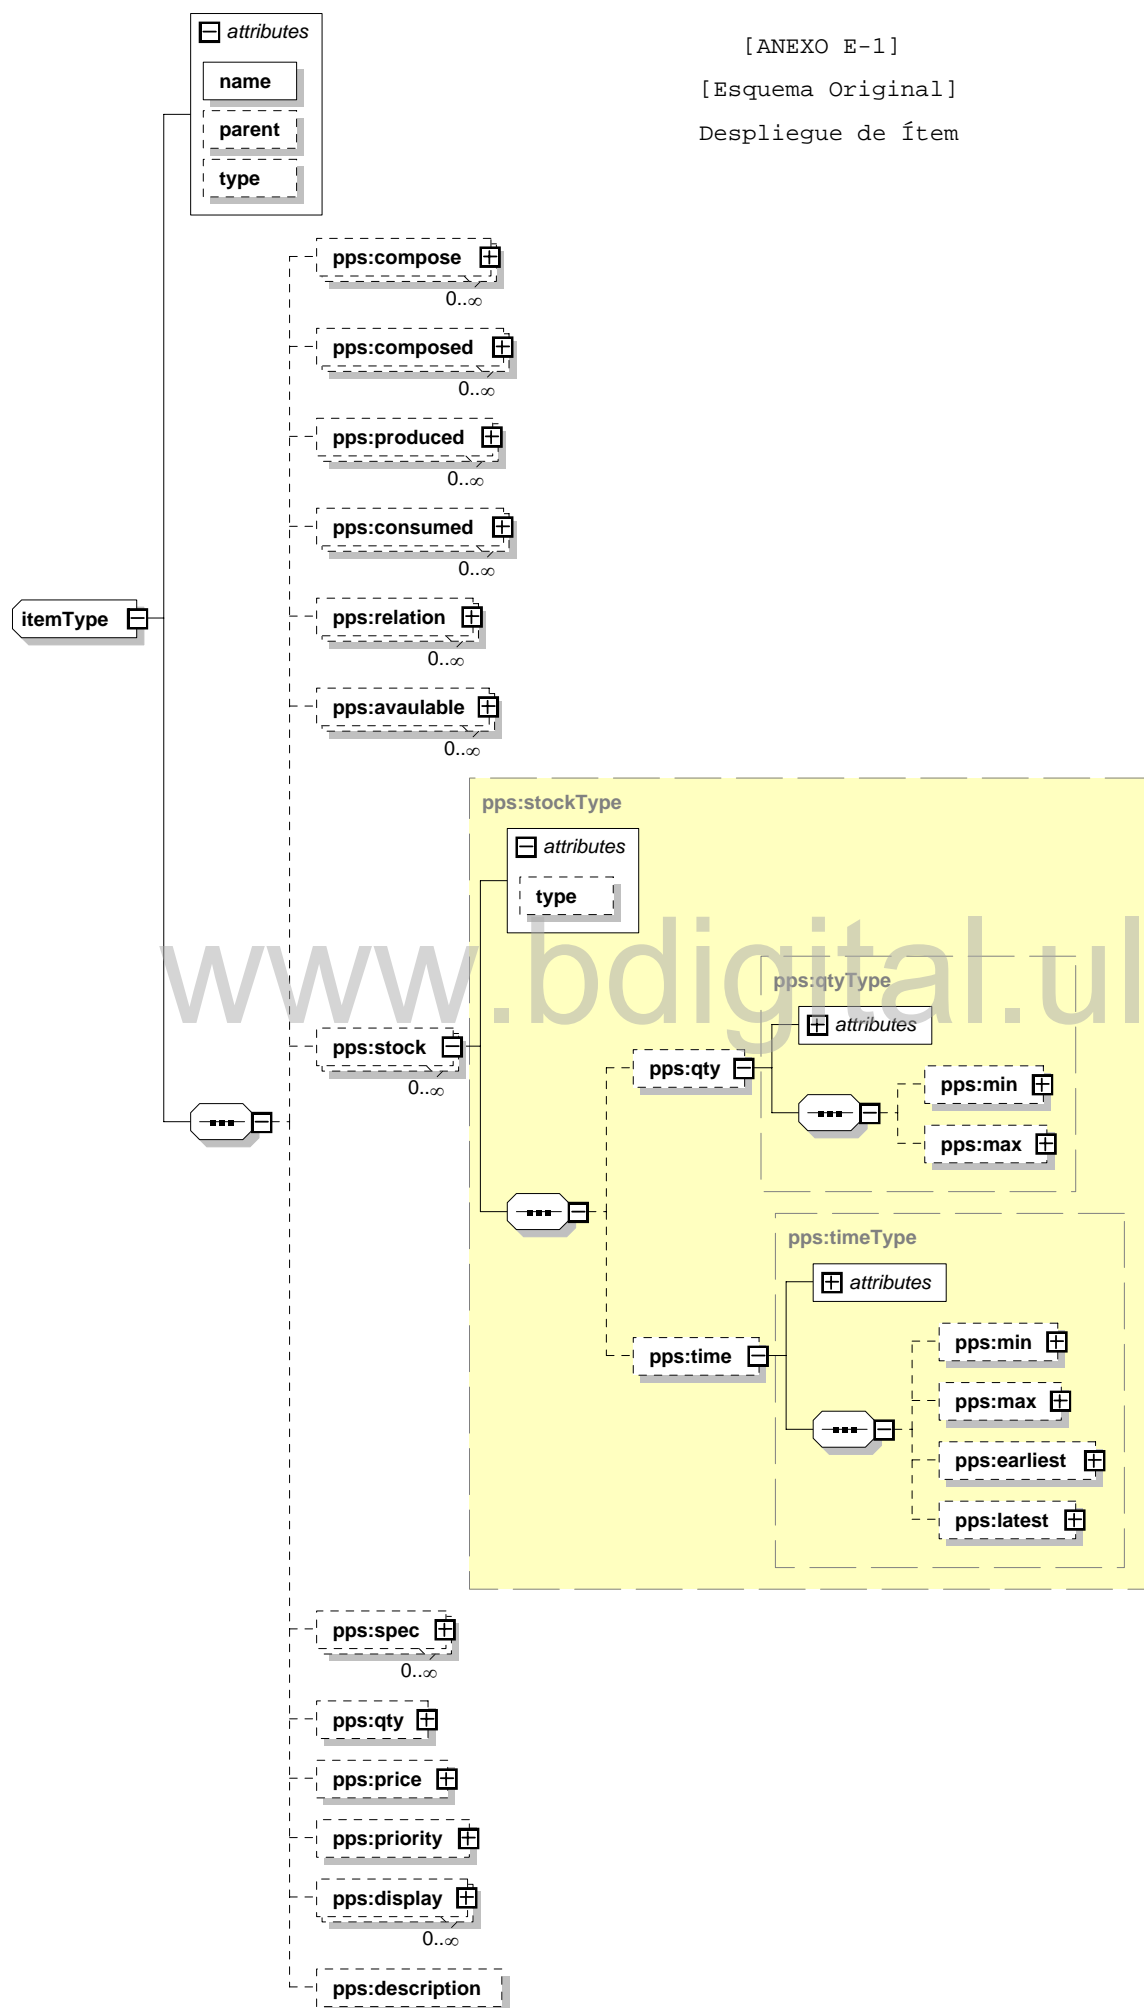 attributes
[ANEXO E-1]
name
[Esquema Original]
parent
Despliegue de Ítem
type
pps:compose
0..∞
pps:composed
0..∞
pps:produced
0..∞
pps:consumed
0..∞
itemType
pps:relation
0..∞
pps:avaulable
0..∞
pps:stockType
attributes
type
www.bdigital.ul
pps:qtyType
attributes
pps:stock
0..∞
pps:qty
pps:min
pps:max
pps:timeType
attributes
pps:time
pps:min
pps:max
pps:earliest
pps:latest
pps:spec
0..∞
pps:qty
pps:price
pps:priority
pps:display
0..∞
pps:description